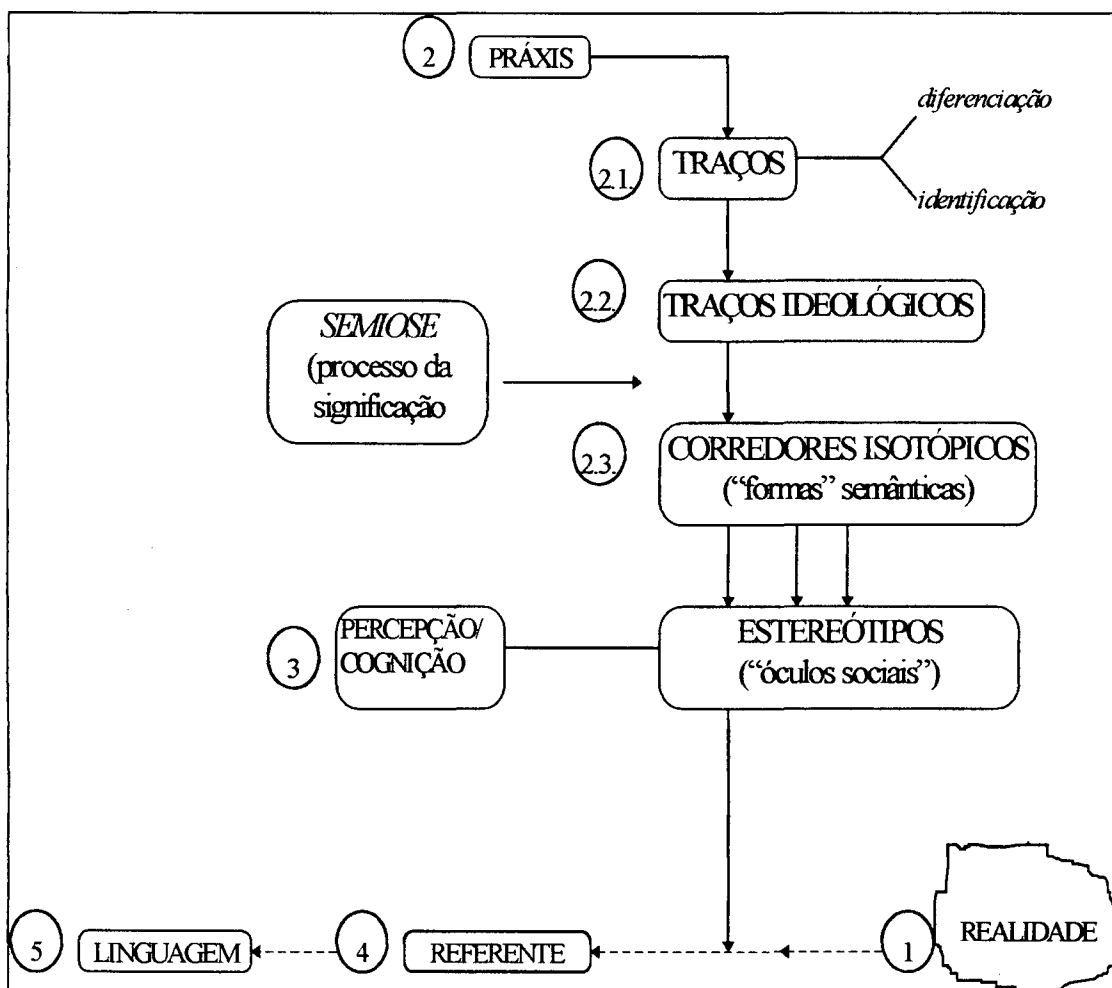 2 PRÁXIS
diferenciação
2.1. TRAÇOS
identificação
2.2. TRAÇOS IDEOLÓGICOS
SEMIOSE
(processo da
significação
2.3. CORREDORES ISOTÓPICOS
(“formas” semânticas)
3 PERCEPÇÃO/
COGNIÇÃO
ESTEREÓTIPOS
(“óculos sociais”)
5 LINGUAGEM 4 REFERENTE 1 REALIDADE